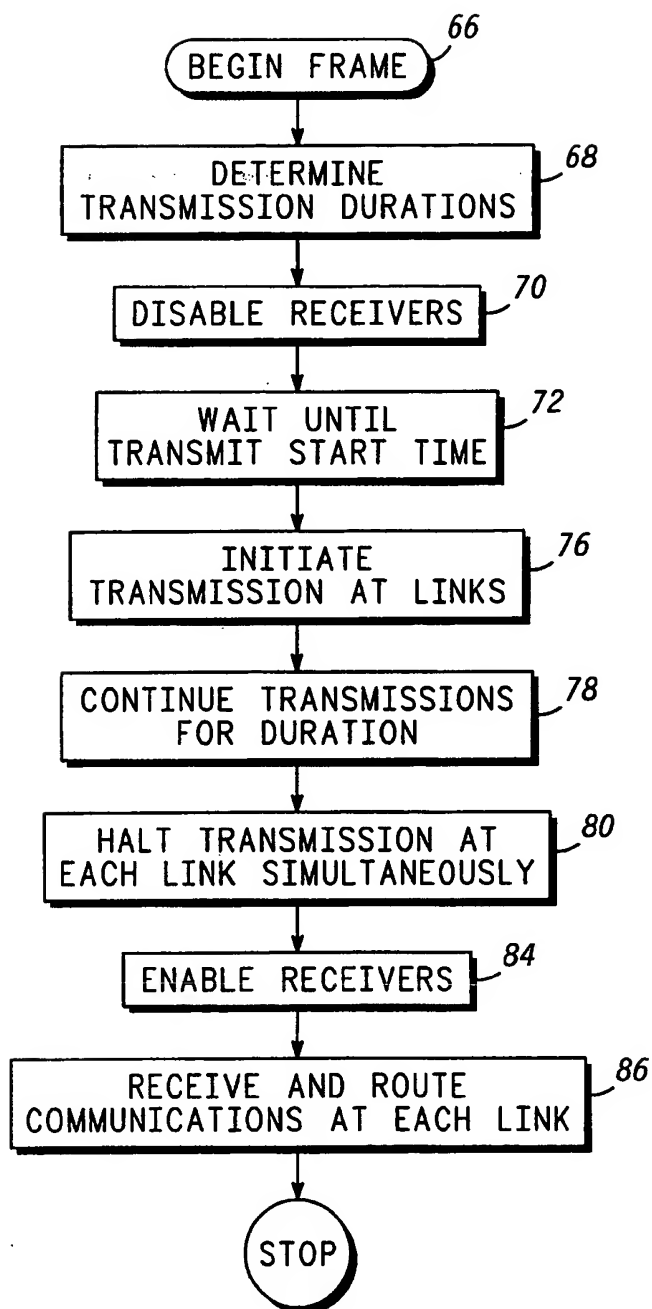 66
BEGIN FRAME
DETERMINE
TRANSMISSION DURATIONS
68
DISABLE RECEIVERS
70
WAIT UNTIL
TRANSMIT START TIME
72
INITIATE
TRANSMISSION AT LINKS
76
CONTINUE TRANSMISSIONS
FOR DURATION
78
HALT TRANSMISSION AT
EACH LINK SIMULTANEOUSLY
80
ENABLE RECEIVERS
84
RECEIVE AND ROUTE
COMMUNICATIONS AT EACH LINK
86
STOP